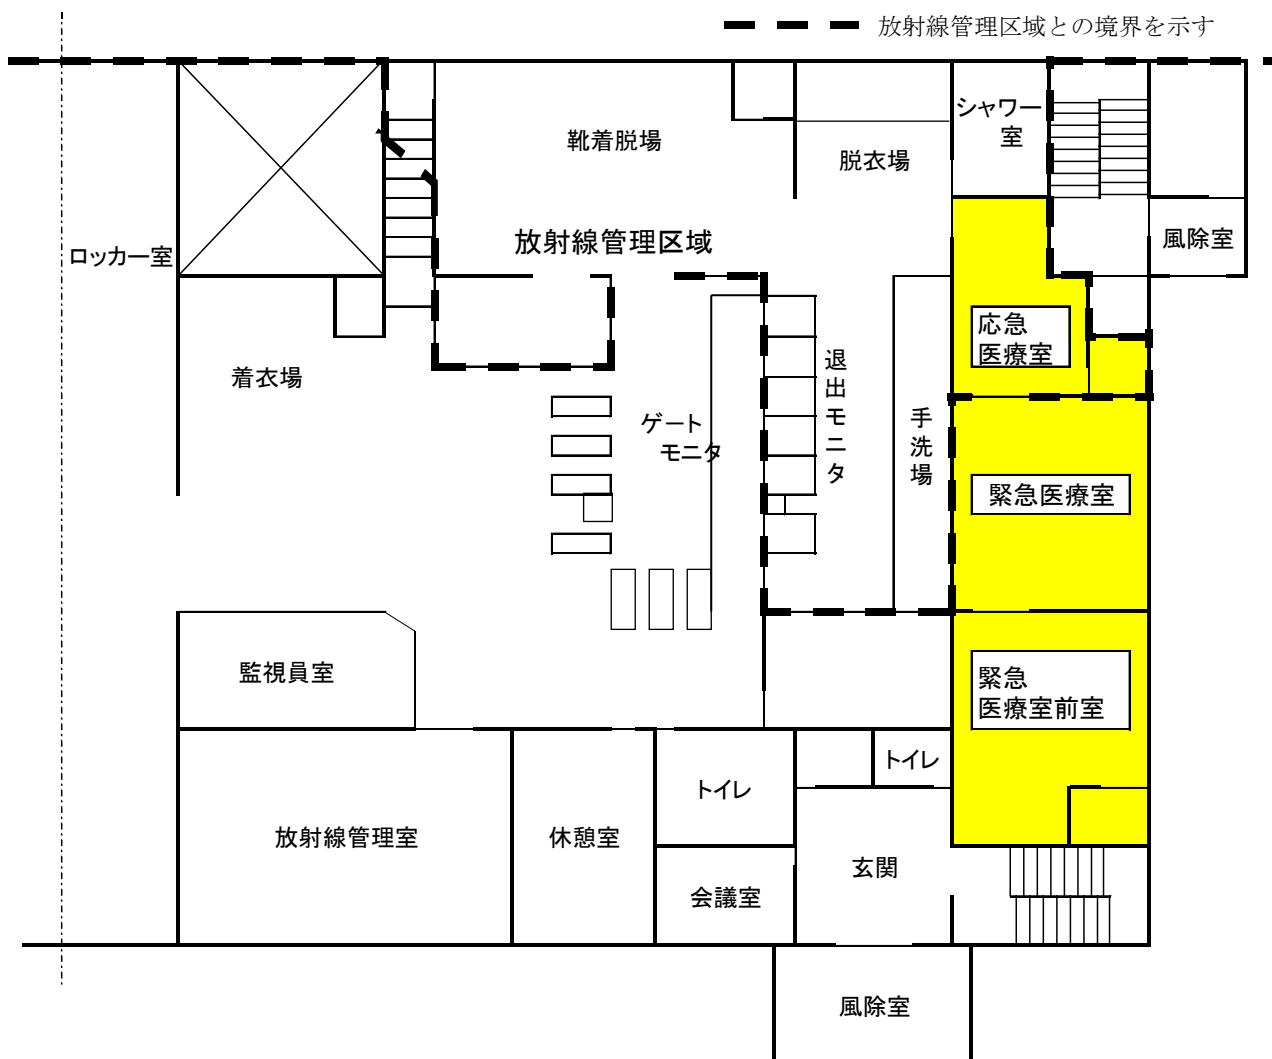 放射線管理区域との境界を示す
シャワー
室
靴着脱場
脱衣場
放射線管理区域
風除室
ロッカー室
応急
医療室
着衣場
退出モニタ
ゲート
モニタ
手洗場
緊急医療室
監視員室
緊急
医療室前室
トイレ
トイレ
放射線管理室
休憩室
玄関
会議室
風除室